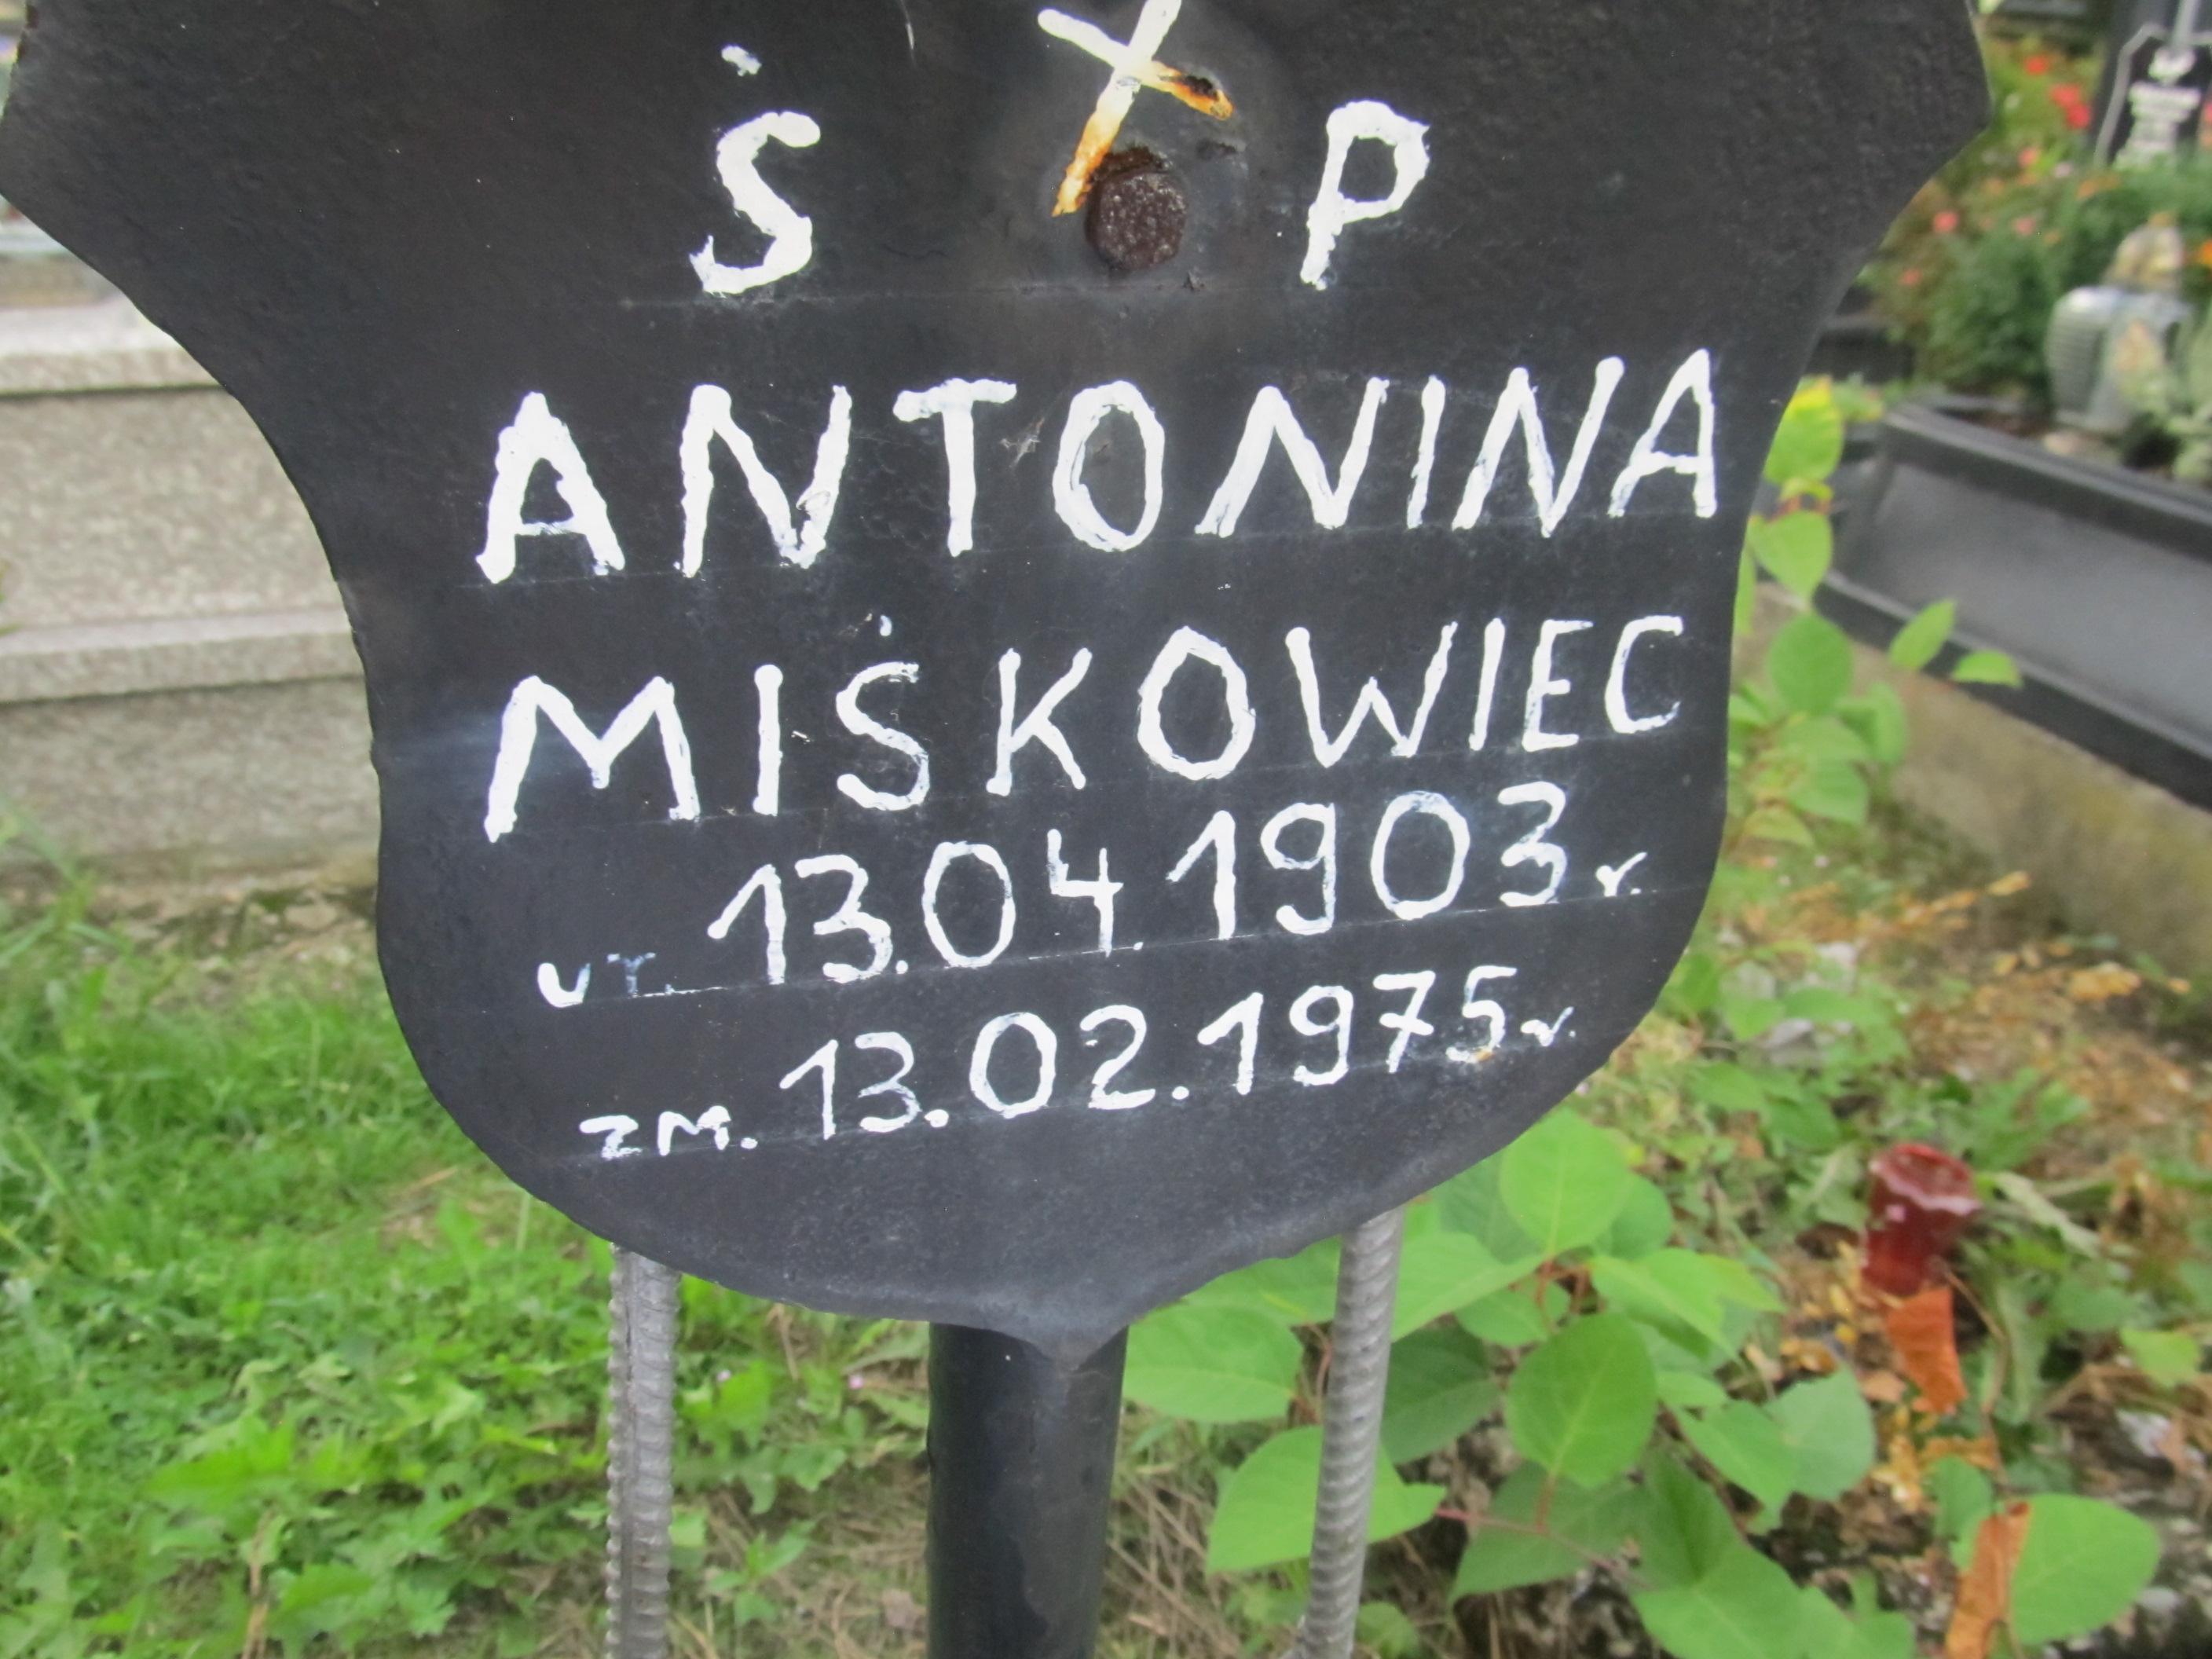 Ś P
ANTONINA
MIŚKOWIEC
ur. 13.04.1903 r.
zm. 13.02.1975 r.